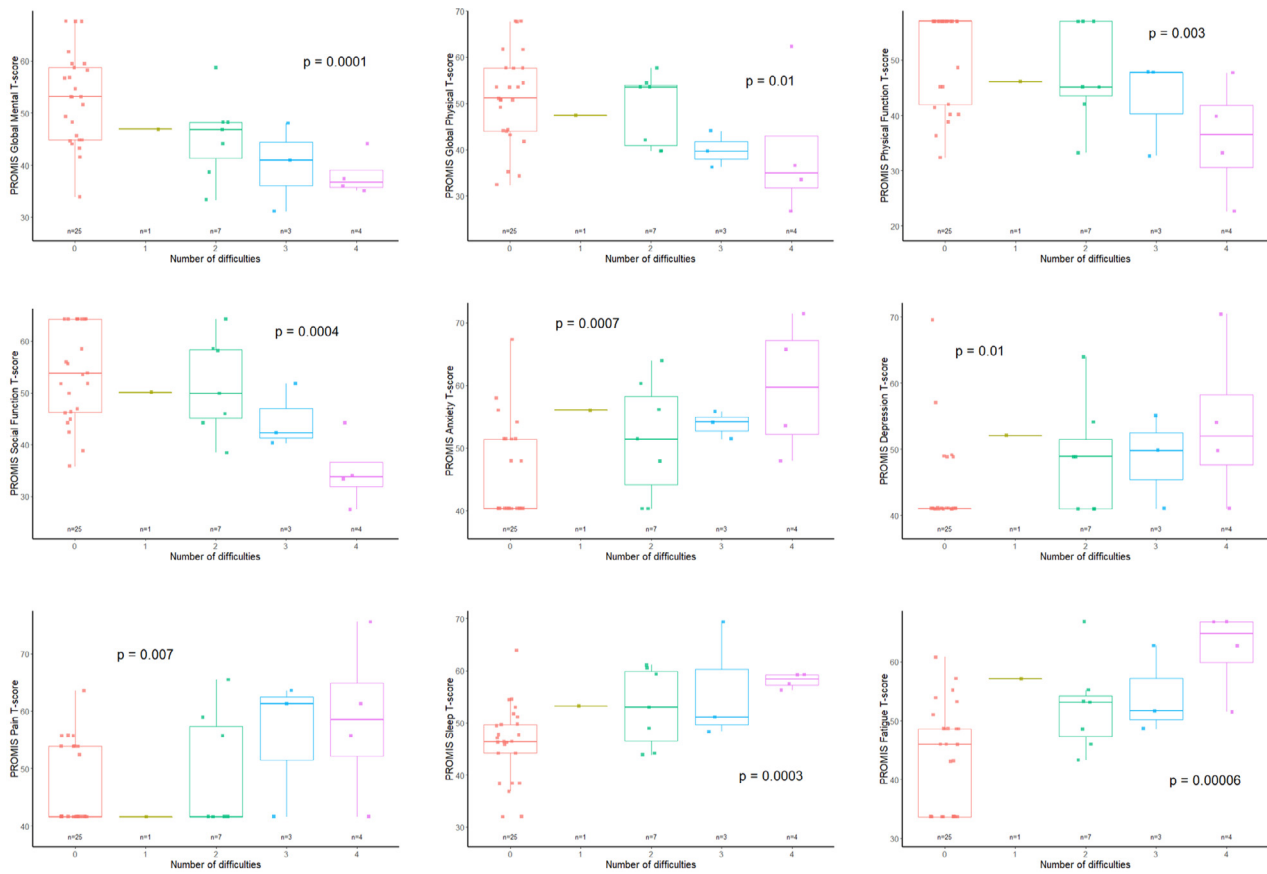 70
60
50
40
30
PROMIS Global Mental T-score
p = 0.0001
n=25 n=1 n=7 n=3 n=4
0 1 2 3 4
Number of difficulties
70
60
50
40
30
PROMIS Global Physical T-score
p = 0.01
n=25 n=1 n=7 n=3 n=4
0 1 2 3 4
Number of difficulties
50
40
30
20
PROMIS Physical Function T-score
p = 0.003
n=25 n=1 n=7 n=3 n=4
0 1 2 3 4
Number of difficulties
60
50
40
30
PROMIS Social Function T-score
p = 0.0004
n=25 n=1 n=7 n=3 n=4
0 1 2 3 4
Number of difficulties
70
60
50
40
PROMIS Anxiety T-score
p = 0.0007
n=25 n=1 n=7 n=3 n=4
0 1 2 3 4
Number of difficulties
70
60
50
40
PROMIS Depression T-score
p = 0.01
n=25 n=1 n=7 n=3 n=4
0 1 2 3 4
Number of difficulties
70
60
50
40
PROMIS Pain T-score
p = 0.007
n=25 n=1 n=7 n=3 n=4
0 1 2 3 4
Number of difficulties
70
60
50
40
30
PROMIS Sleep T-score
p = 0.0003
n=25 n=1 n=7 n=3 n=4
0 1 2 3 4
Number of difficulties
60
50
40
30
PROMIS Fatigue T-score
p = 0.00006
n=25 n=1 n=7 n=3 n=4
0 1 2 3 4
Number of difficulties